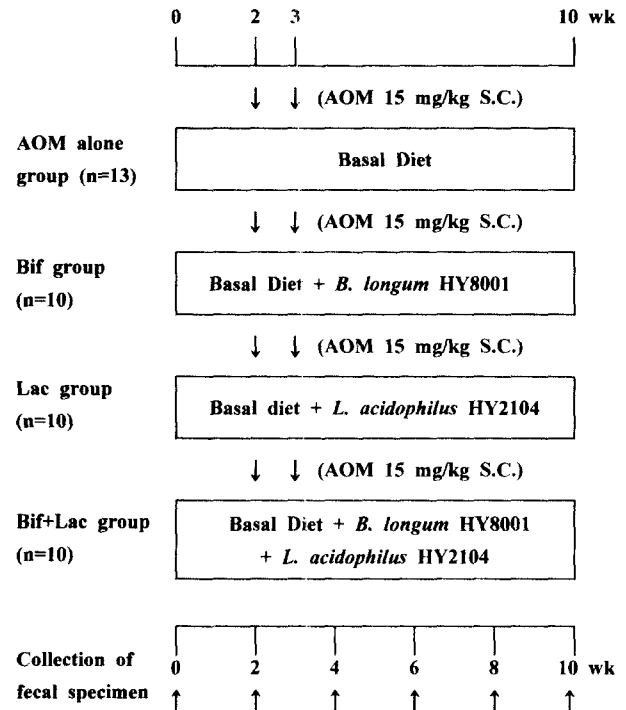 0 2 3 10 wk
(AOM 15 mg/kg S.C.)
AOM alone
group (n=13)
Basal Diet
(AOM 15 mg/kg S.C.)
Bif group
(n=10)
Basal Diet + B. longum HY8001
(AOM 15 mg/kg S.C.)
Lac group
(n=10)
Basal diet + L. acidophilus HY2104
(AOM 15 mg/kg S.C.)
Bif+Lac group
(n=10)
Basal Diet + B. longum HY8001
+ L. acidophilus HY2104
Collection of
fecal specimen
0 2 4 6 8 10 wk